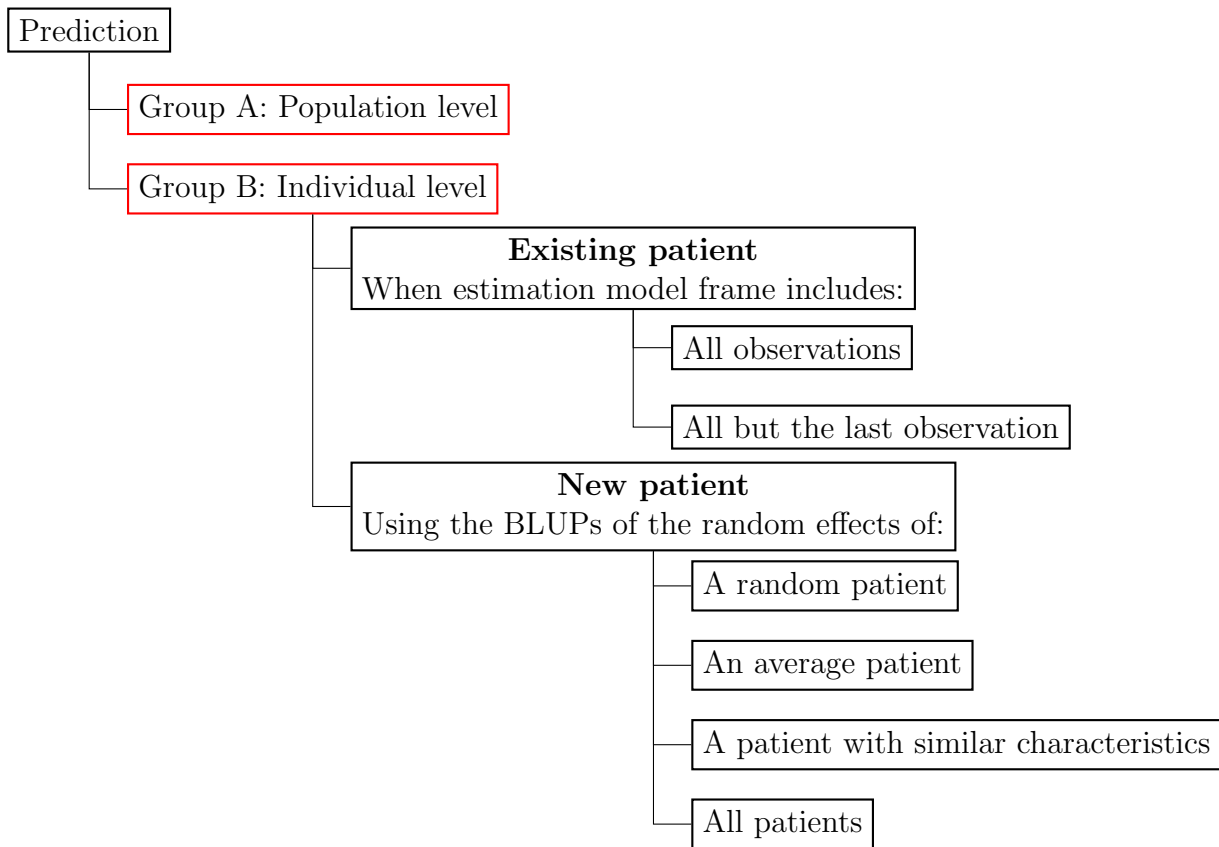 Prediction
Group A: Population level
Group B: Individual level
Existing patient
When estimation model frame includes:
All observations
All but the last observation
New patient
Using the BLUPs of the random effects of:
A random patient
An average patient
A patient with similar characteristics
All patients